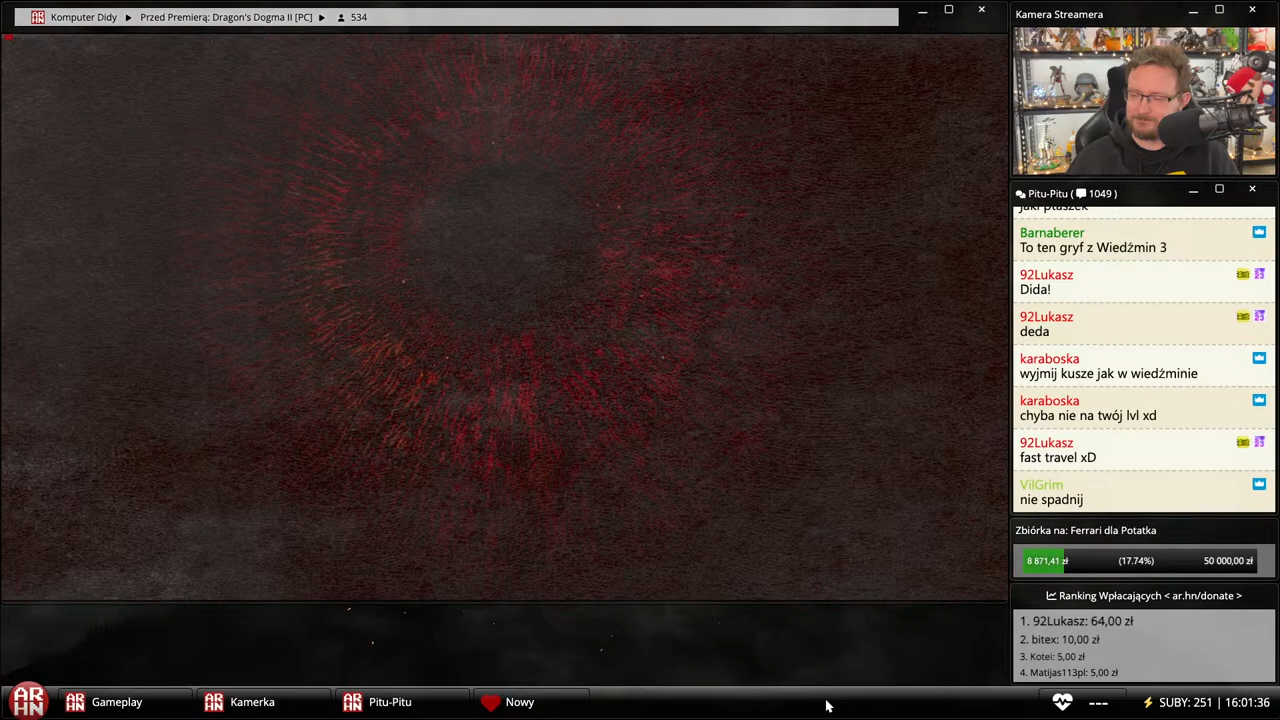 Komputer Didy ▶ Przed Premierą: Dragon's Dogma II [PC] ▶ 534
Kamera Streamera
Pitu-Pitu ( 1049 )
jaki ptaszek
Barnaberer
To ten gryf z Wiedźmin 3
92Lukasz
Dida!
92Lukasz
deda
karaboska
wyjmij kusze jak w wiedźminie
karaboska
chyba nie na twój lvl xd
92Lukasz
fast travel xD
VilGrim
nie spadnij
Zbiórka na: Ferrari dla Potatka
8 871,41 zł (17.74%) 50 000,00 zł
Ranking Wpłacających < ar.hn/donate >
1. 92Lukasz: 64,00 zł
2. bitex: 10,00 zł
3. Kotei: 5,00 zł
4. Matijas113pl: 5,00 zł
ARHN Gameplay ARHN Kamerka ARHN Pitu-Pitu Nowy --- SUBY: 251 | 16:01:36